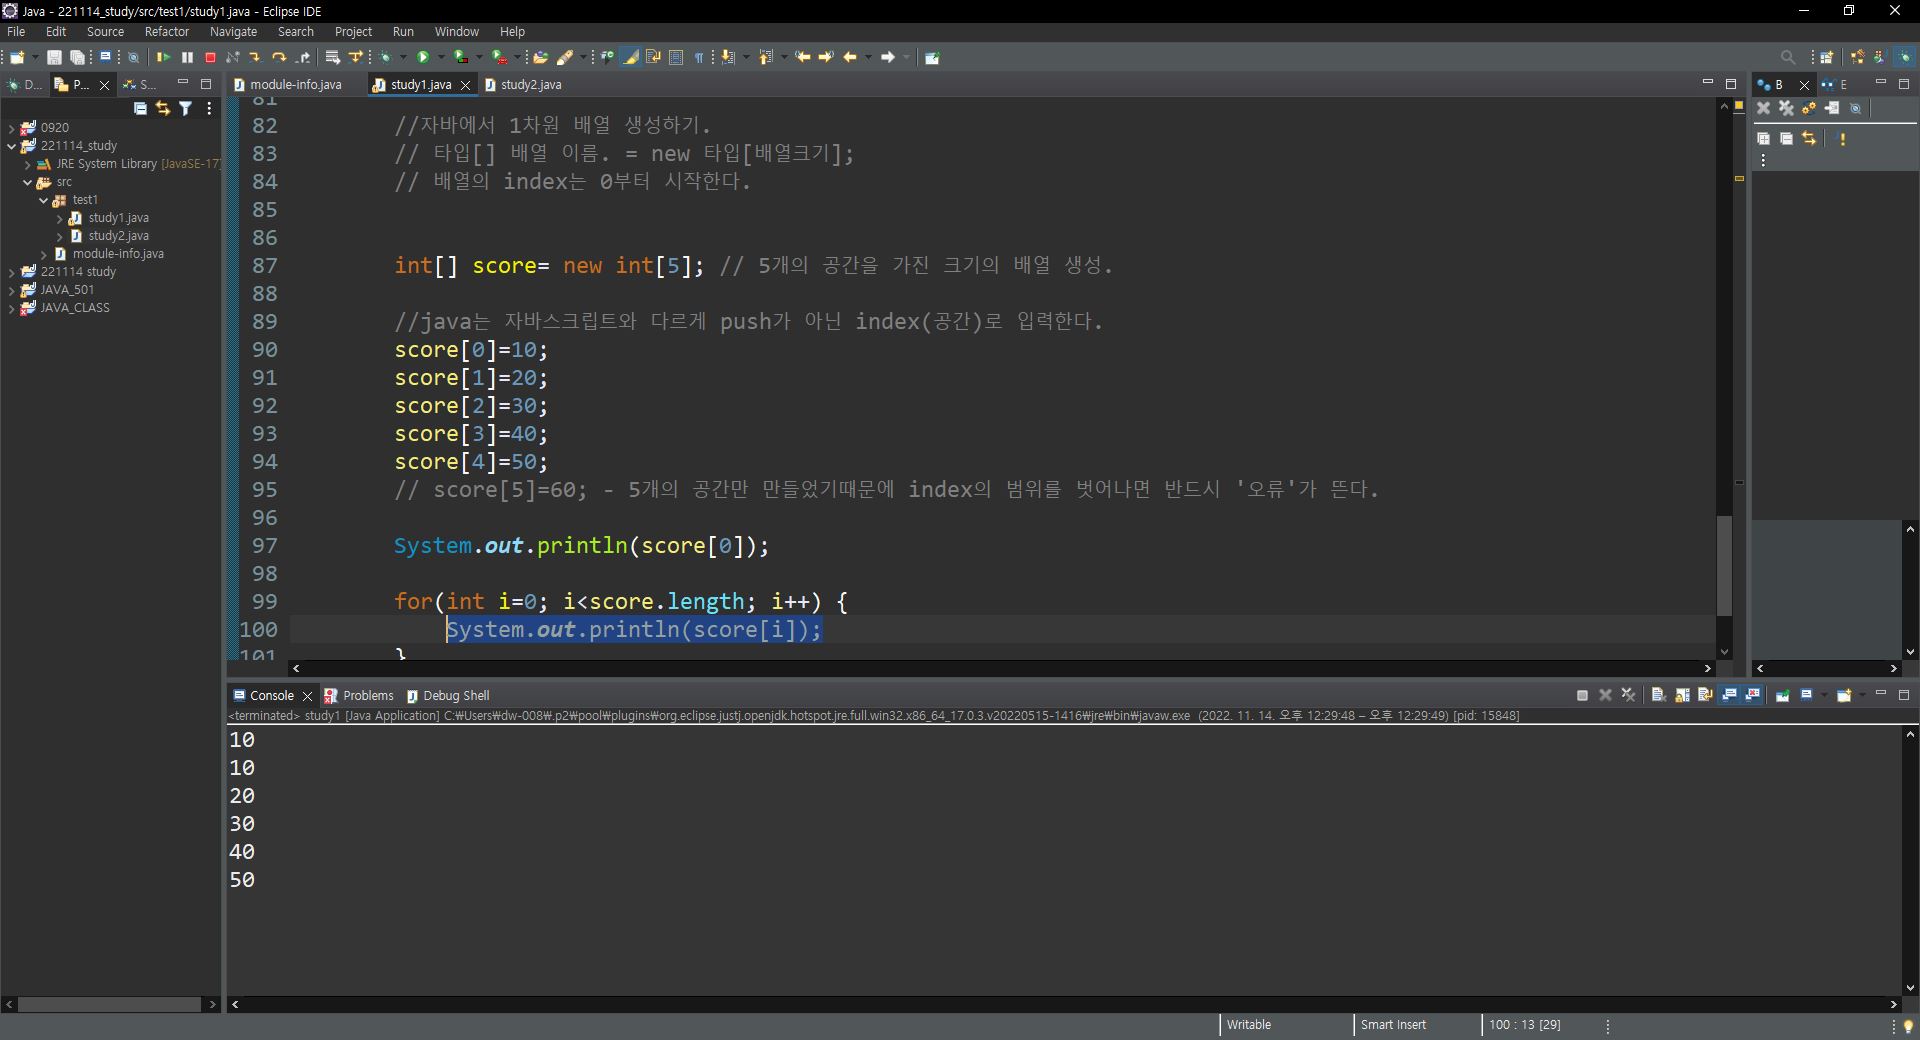 Java - 221114_study/src/test1/study1.java - Eclipse IDE
File Edit Source Refactor Navigate Search Project Run Window Help
D... P... S...
module-info.java study1.java study2.java
B E
0920
221114_study
JRE System Library [JavaSE-17]
src
test1
study1.java
study2.java
module-info.java
221114 study
JAVA_501
JAVA_CLASS
81
82 //자바에서 1차원 배열 생성하기.
83 // 타입[] 배열 이름. = new 타입[배열크기];
84 // 배열의 index는 0부터 시작한다.
85
86
87 int[] score= new int[5]; // 5개의 공간을 가진 크기의 배열 생성.
88
89 //java는 자바스크립트와 다르게 push가 아닌 index(공간)로 입력한다.
90 score[0]=10;
91 score[1]=20;
92 score[2]=30;
93 score[3]=40;
94 score[4]=50;
95 // score[5]=60; - 5개의 공간만 만들었기때문에 index의 범위를 벗어나면 반드시 '오류'가 뜬다.
96
97 System.out.println(score[0]);
98
99 for(int i=0; i<score.length; i++) {
100 System.out.println(score[i]);
101 }
Console Problems Debug Shell
<terminated> study1 [Java Application] C:₩Users₩dw-008₩.p2₩pool₩plugins₩org.eclipse.justj.openjdk.hotspot.jre.full.win32.x86_64_17.0.3.v20220515-1416₩jre₩bin₩javaw.exe (2022. 11. 14. 오후 12:29:48 – 오후 12:29:49) [pid: 15848]
10
10
20
30
40
50
Writable Smart Insert 100 : 13 [29]